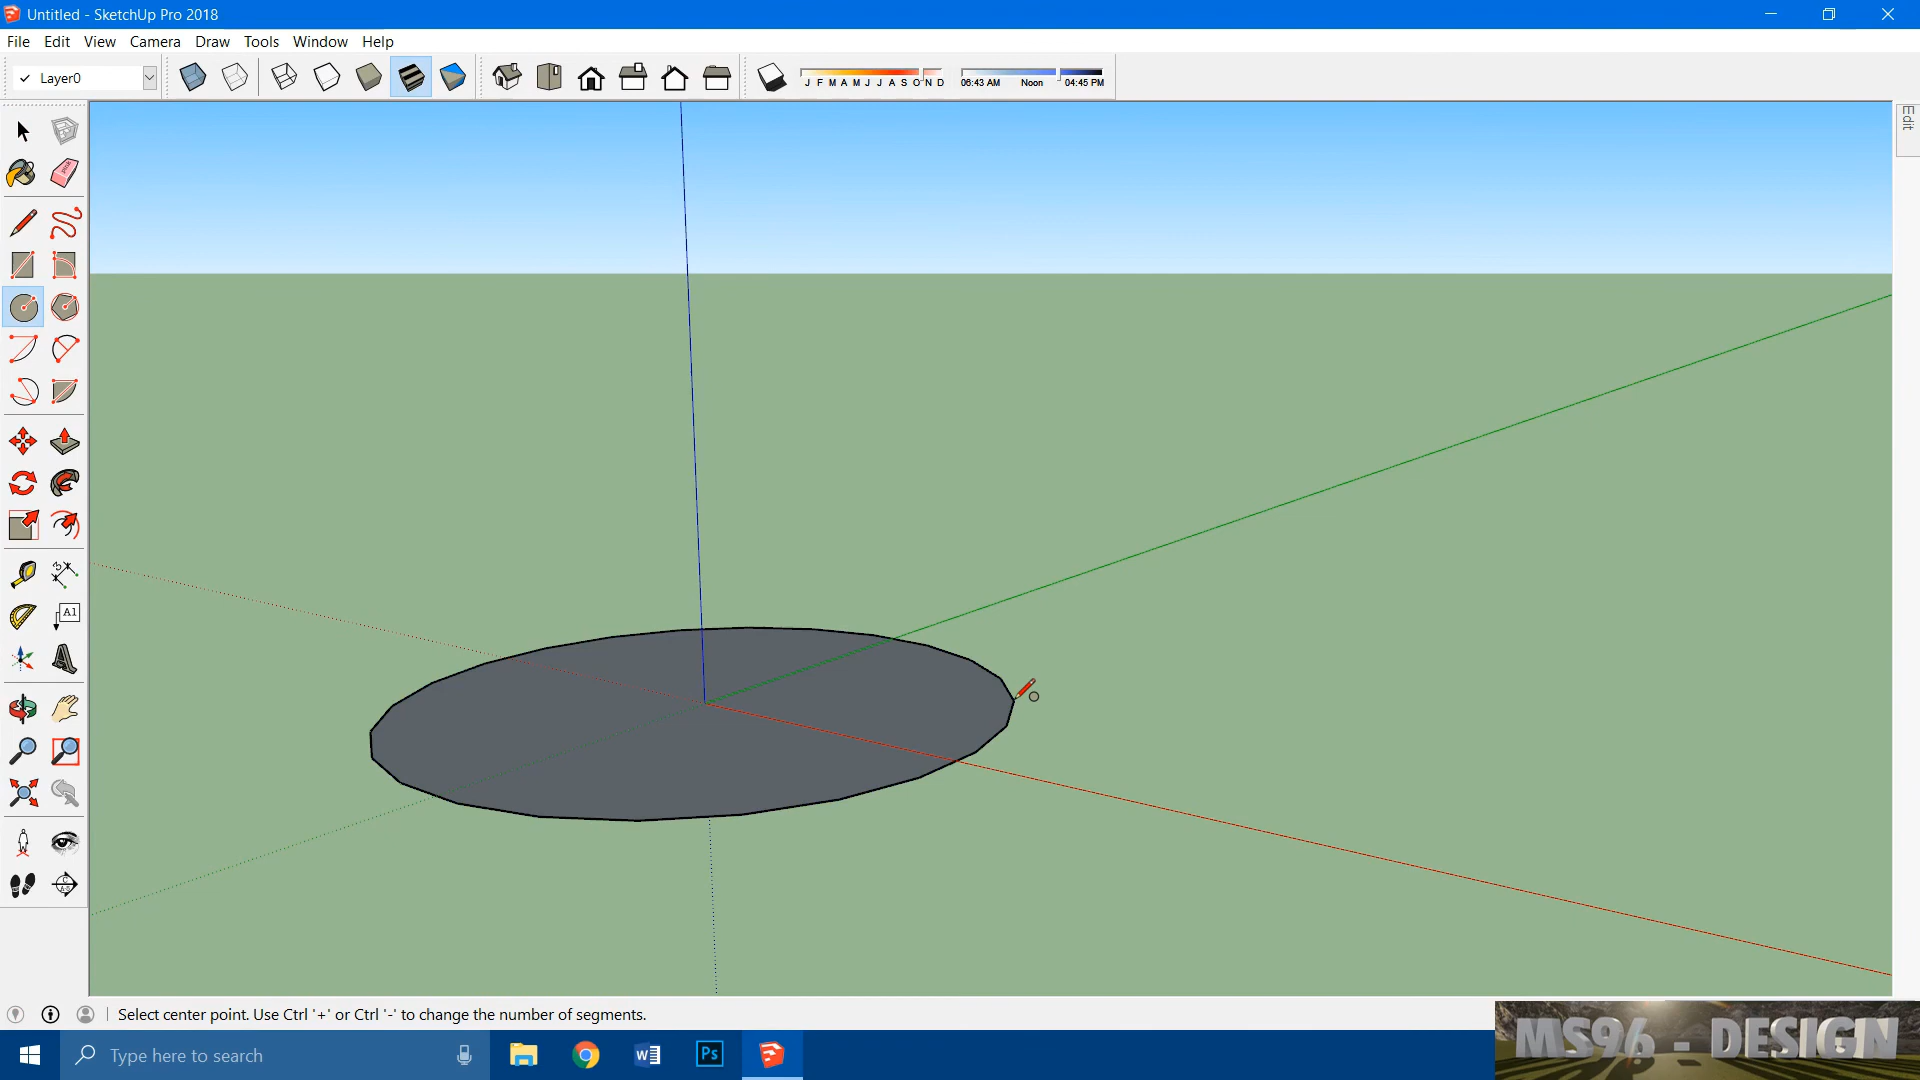 Untitled - SketchUp Pro 2018
File Edit View Camera Draw Tools Window Help
Layer0
J F M A M J J A S O N D
06:43 AM Noon 04:45 PM
Edit
A1
Select center point. Use Ctrl '+' or Ctrl '-' to change the number of segments.
Type here to search
Ps
MS96 - DESIGN